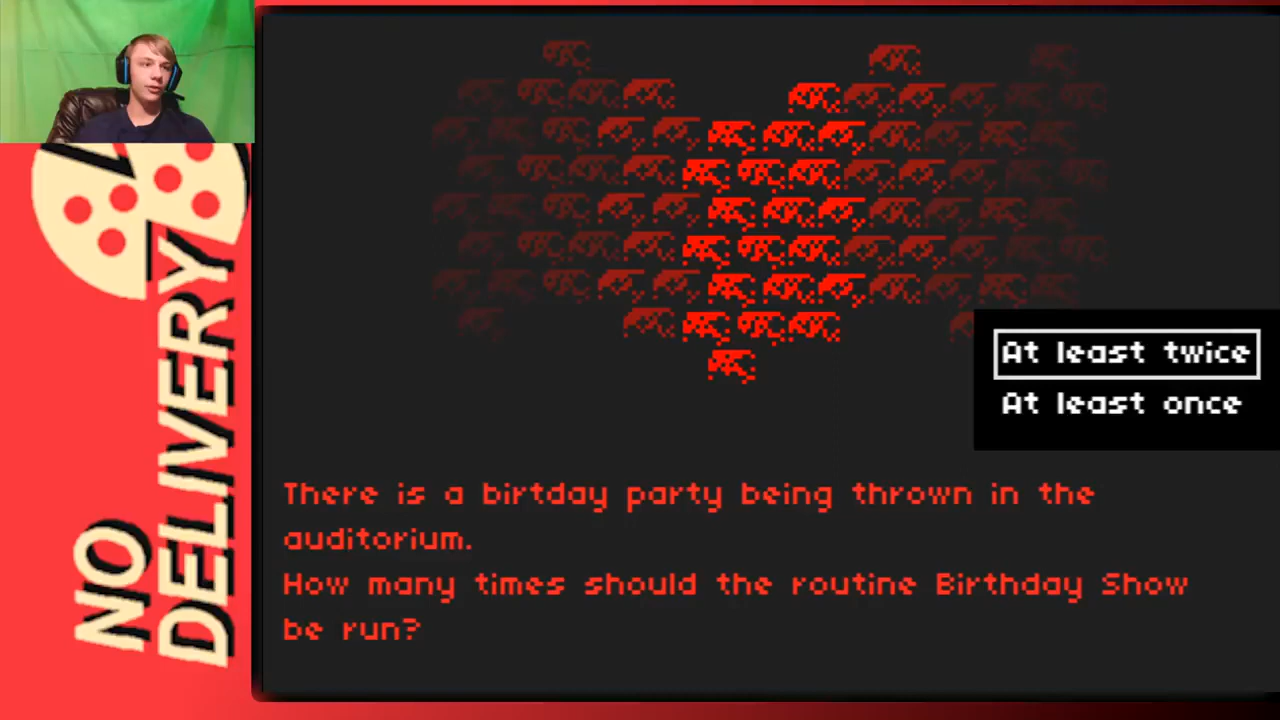 NO
DELIVERY
At least twice
At least once
There is a birtday party being thrown in the
auditorium.
How many times should the routine Birthday Show
be run?